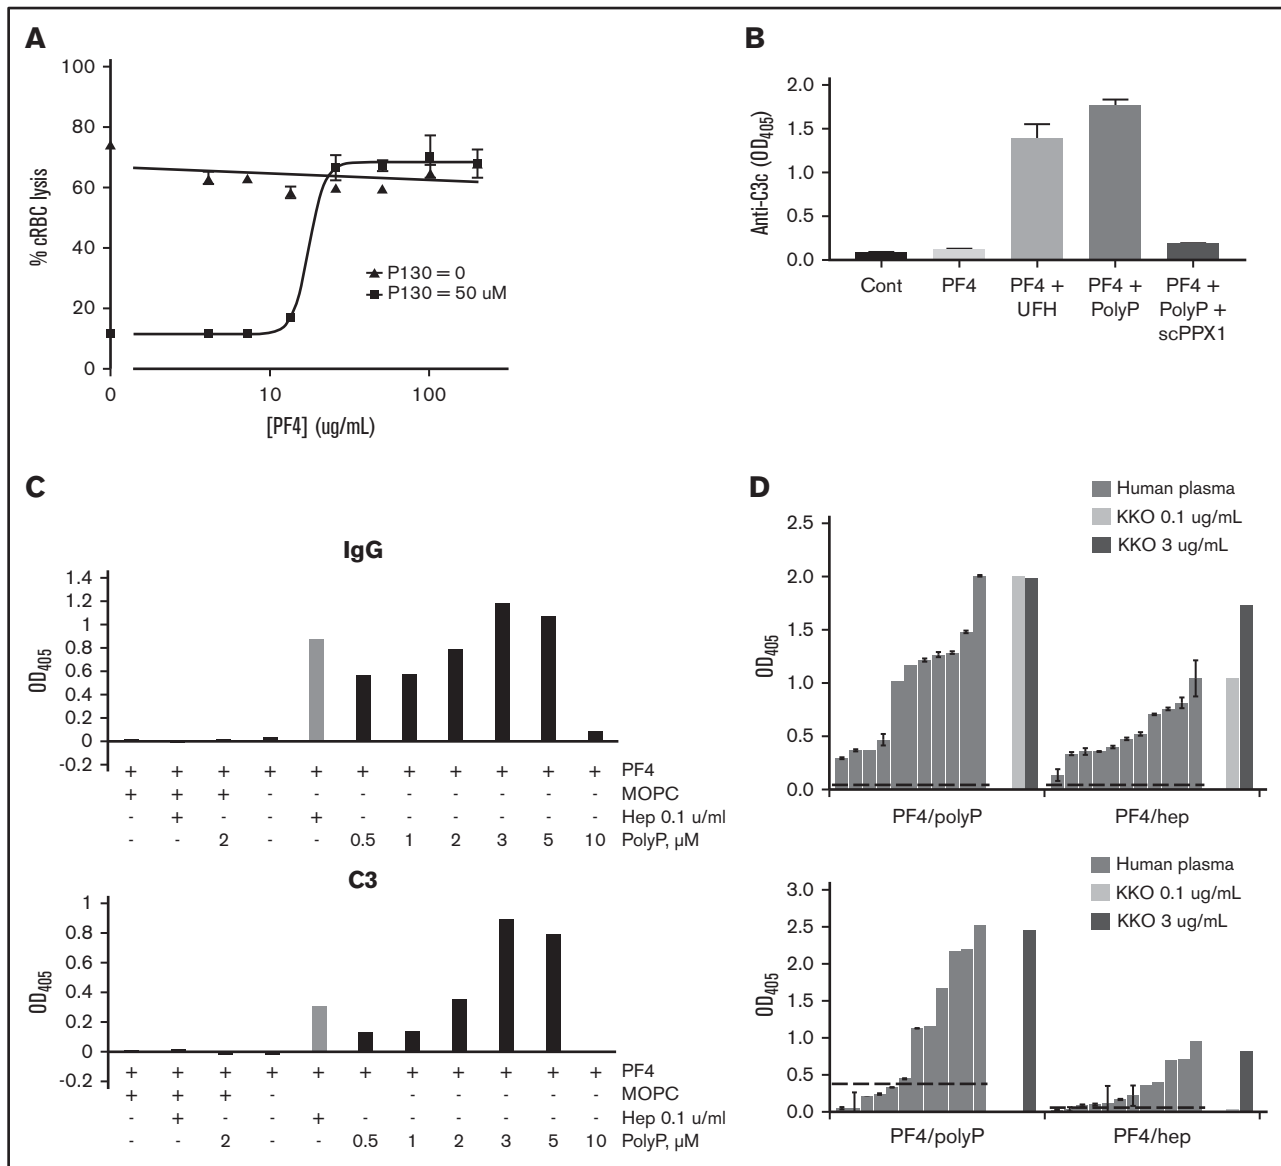 A
100
80
60
40
20
0
% cRBC lysis
P130 = 0
P130 = 50 uM
0 10 100
[PF4] (ug/mL)
B
2.0
1.5
1.0
0.5
0.0
Anti-C3c (OD405)
Cont PF4 PF4 + PF4 + PF4 +
UFH PolyP PolyP +
scPPX1
C
IgG
1.4
1.2
1
0.8
0.6
0.4
0.2
0
-0.2
OD405
+ + + + + + + + + + + PF4
+ + + - - - - - - - - MOPC
- + - - + - - - - - - Hep 0.1 u/ml
- - 2 - - 0.5 1 2 3 5 10 PolyP, µM
C3
1
0.8
0.6
0.4
0.2
0
-0.2
OD405
+ + + + + + + + + + + PF4
+ + + - - - - - - - - MOPC
- + - - + - - - - - - Hep 0.1 u/ml
- - 2 - - 0.5 1 2 3 5 10 PolyP, µM
D
Human plasma
KKO 0.1 ug/mL
KKO 3 ug/mL
2.5
2.0
1.5
1.0
0.5
0.0
OD405
PF4/polyP PF4/hep
Human plasma
KKO 0.1 ug/mL
KKO 3 ug/mL
3.0
2.5
2.0
1.5
1.0
0.5
0.0
OD405
PF4/polyP PF4/hep